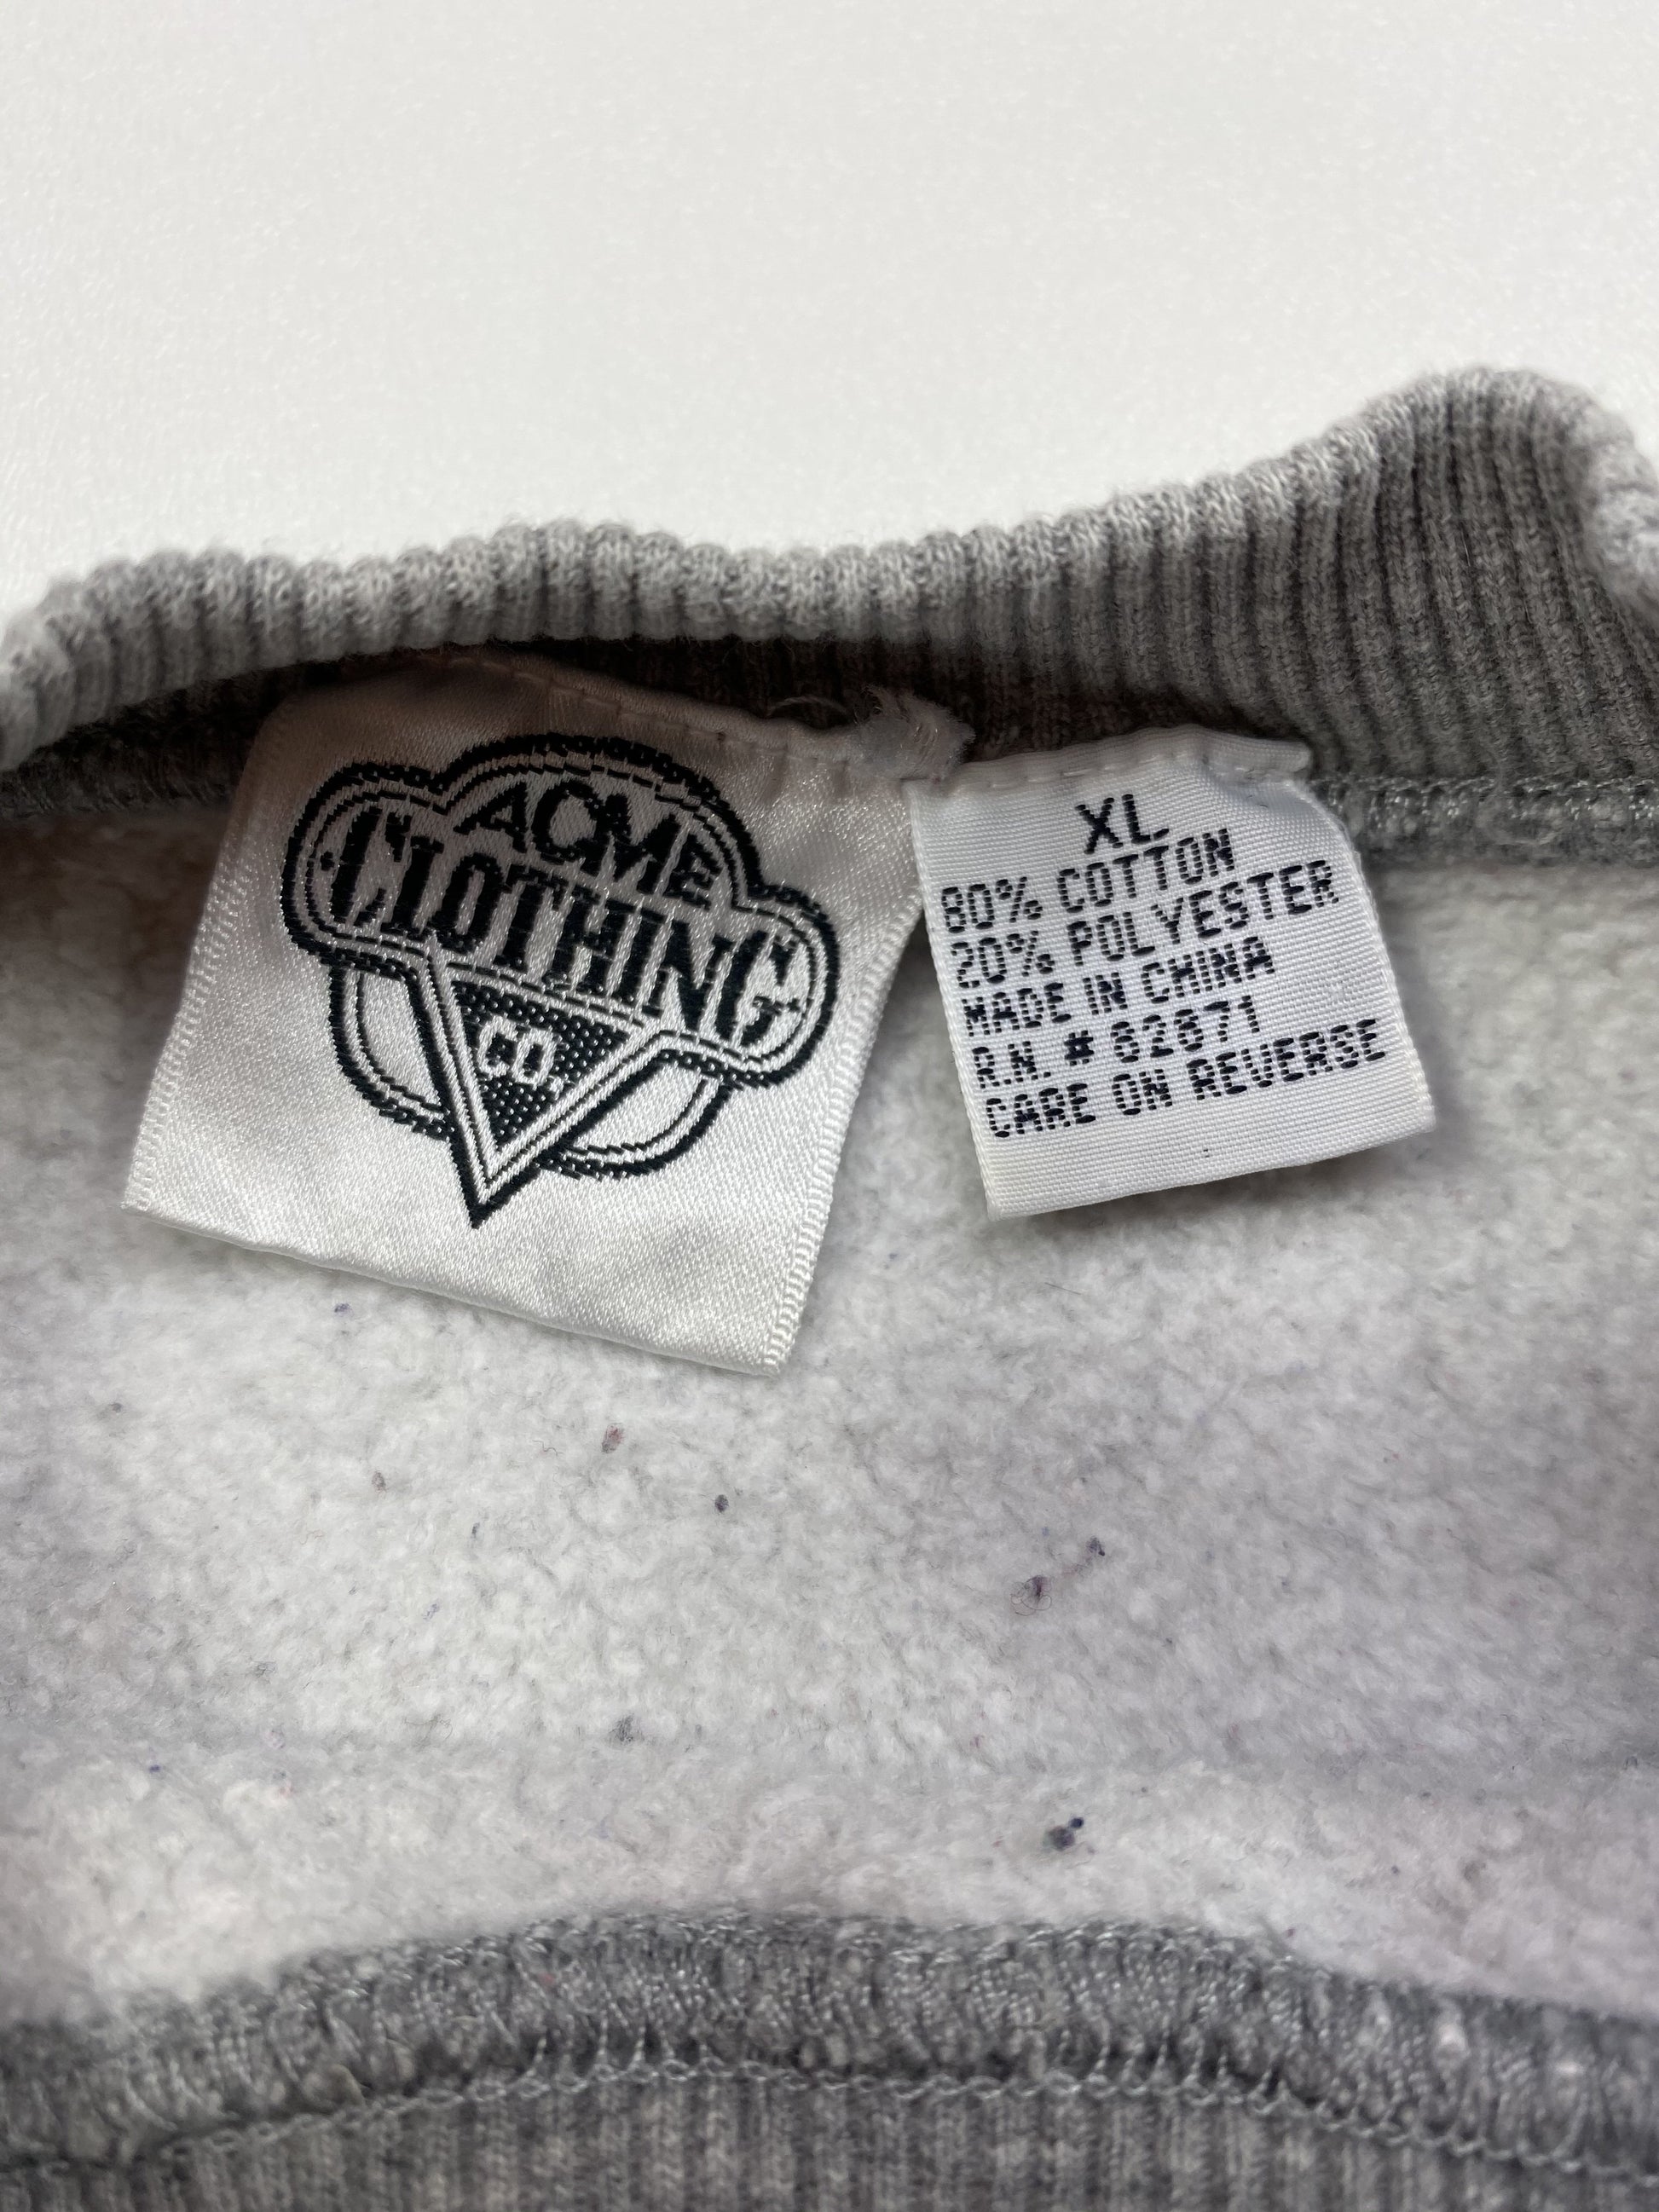 ACME
CLOTHING
CO.
XL
80% COTTON
20% POLYESTER
MADE IN CHINA
R.N. # 82871
CARE ON REVERSE